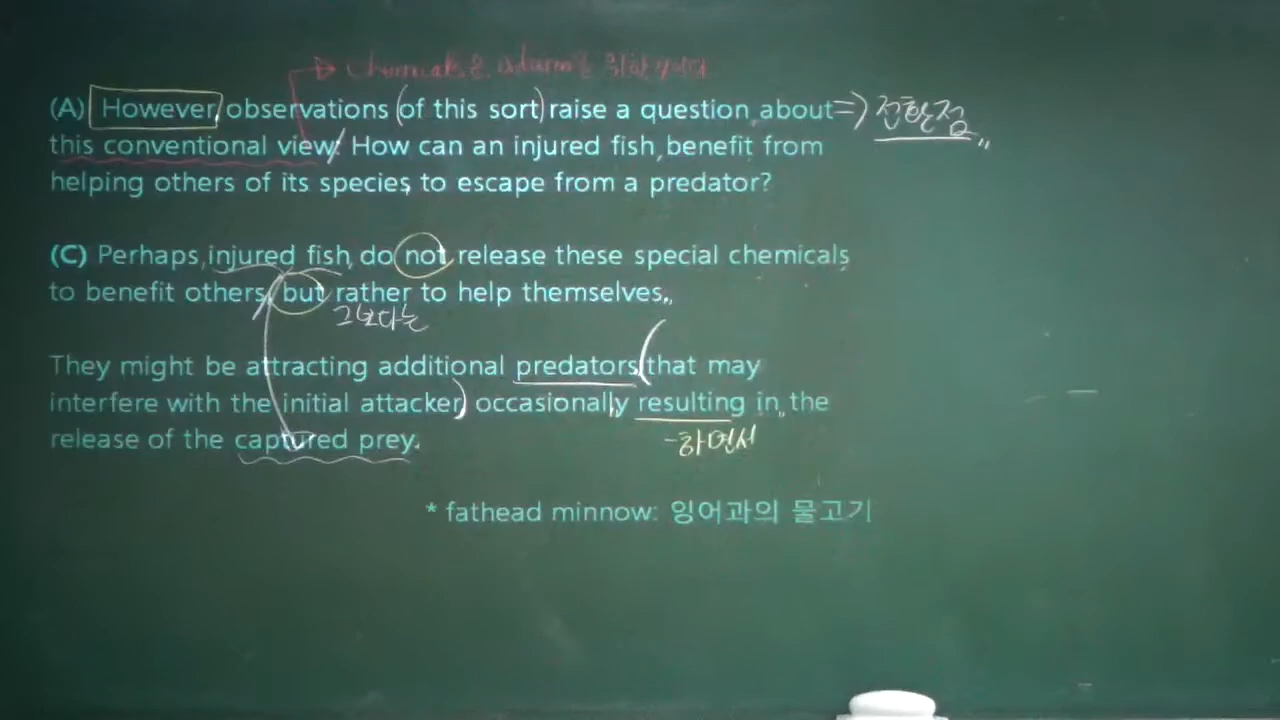 (A) However, observations (of this sort) raise a question about =>
this conventional view. How can an injured fish benefit from
helping others of its species to escape from a predator?
(C) Perhaps, injured fish do not release these special chemicals
to benefit others, but rather to help themselves.
그보다는
They might be attracting additional predators (that may
interfere with the initial attacker) occasionally resulting in the
-하면서
release of the captured prey.
* fathead minnow: 잉어과의 물고기